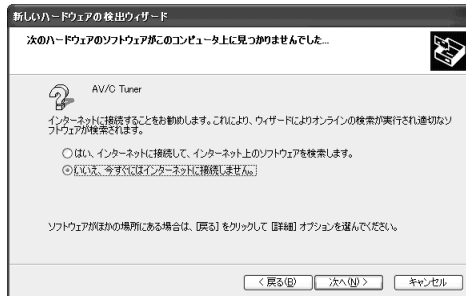 新しいハードウェアの検出ウィザード
次のハードウェアのソフトウェアがこのコンピュータ上に見つかりませんでした...
AV/C Tuner
インターネットに接続することをお勧めします。これにより、ウィザードによりオンラインの検索が実行され適切なソ
フトウェアが検索されます。
はい、インターネットに接続して、インターネット上のソフトウェアを検索します。
いいえ、今すぐにはインターネットに接続しません。
ソフトウェアがほかの場所にある場合は、[戻る] をクリックして [詳細] オプションを選んでください。
< 戻る(B) 次へ(N) > キャンセル